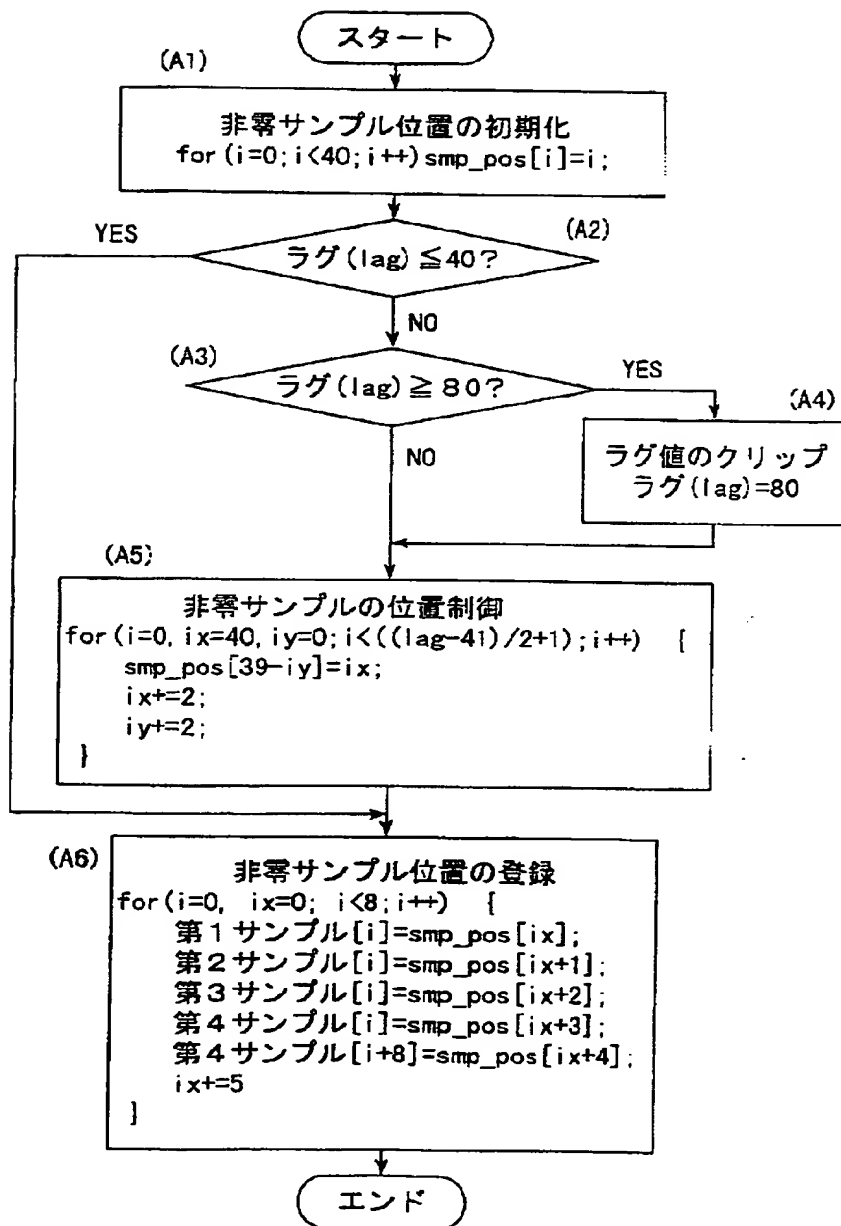 スタート
(A1)
非零サンプル位置の初期化
for(i=0;i<40;i++)smp_pos[i]=i;
YES
(A2)
ラグ(lag)≦40?
NO
(A3)
ラグ(lag)≧80?
YES
(A4)
NO
ラグ値のクリップ
ラグ(lag)=80
(A5)
非零サンプルの位置制御
for(i=0,ix=40,iy=0;i<((lag-41)/2+1);i++) {
smp_pos[39-iy]=ix;
ix+=2;
iy+=2;
}
(A6)
非零サンプル位置の登録
for(i=0, ix=0; i<8;i++) {
第1サンプル[i]=smp_pos[ix];
第2サンプル[i]=smp_pos[ix+1];
第3サンプル[i]=smp_pos[ix+2];
第4サンプル[i]=smp_pos[ix+3];
第4サンプル[i+8]=smp_pos[ix+4];
ix+=5
}
エンド